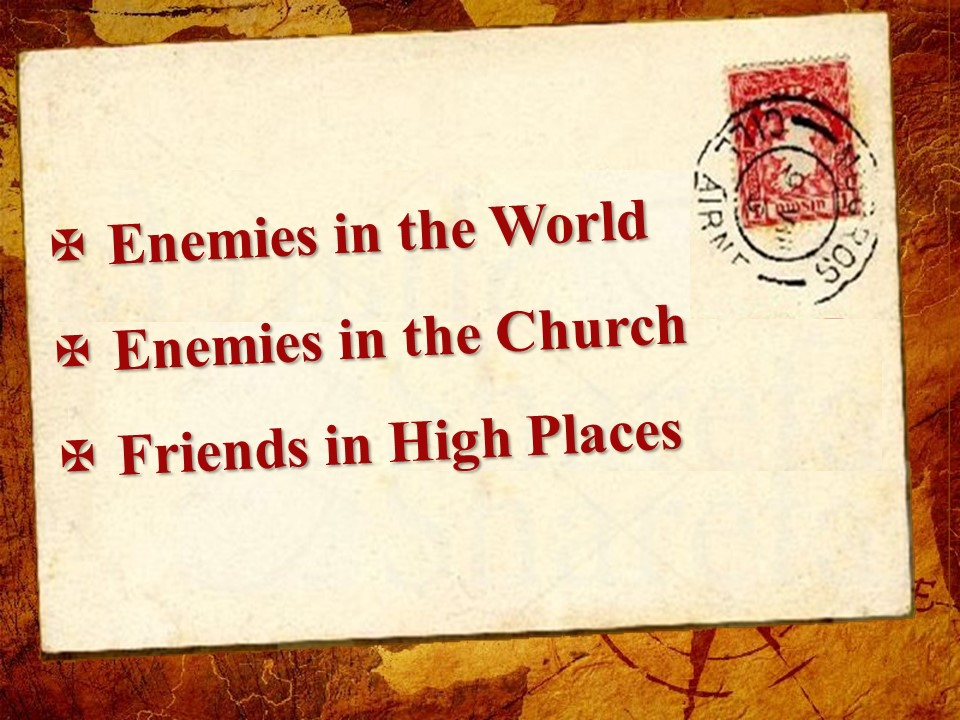 ✠ Enemies in the World
✠ Enemies in the Church
✠ Friends in High Places